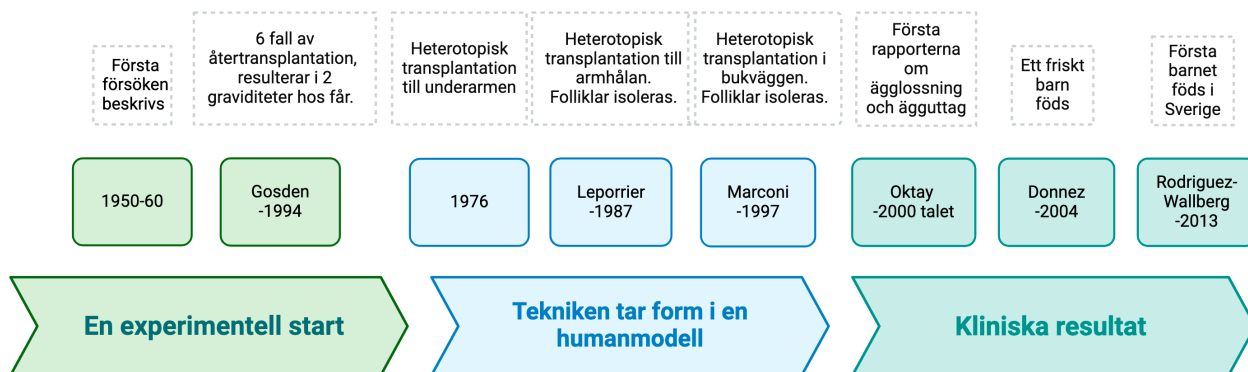 Första
försöken
beskrivs
6 fall av
återtransplantation,
resulterar i 2
graviditeter hos får.
Heterotopisk
transplantation
till underarmen
Heterotopisk
transplantation till
armhålan.
Folliklar isoleras.
Heterotopisk
transplantation i
bukväggen.
Folliklar isoleras.
Första
rapporterna
om
ägglossning
och ägguttag
Ett friskt
barn
föds
Första
barnet
föds i
Sverige
1950-60
Gosden
-1994
1976
Leporrier
-1987
Marconi
-1997
Oktay
-2000 talet
Donnez
-2004
Rodriguez-
Wallberg
-2013
En experimentell start
Tekniken tar form i en
humanmodell
Kliniska resultat